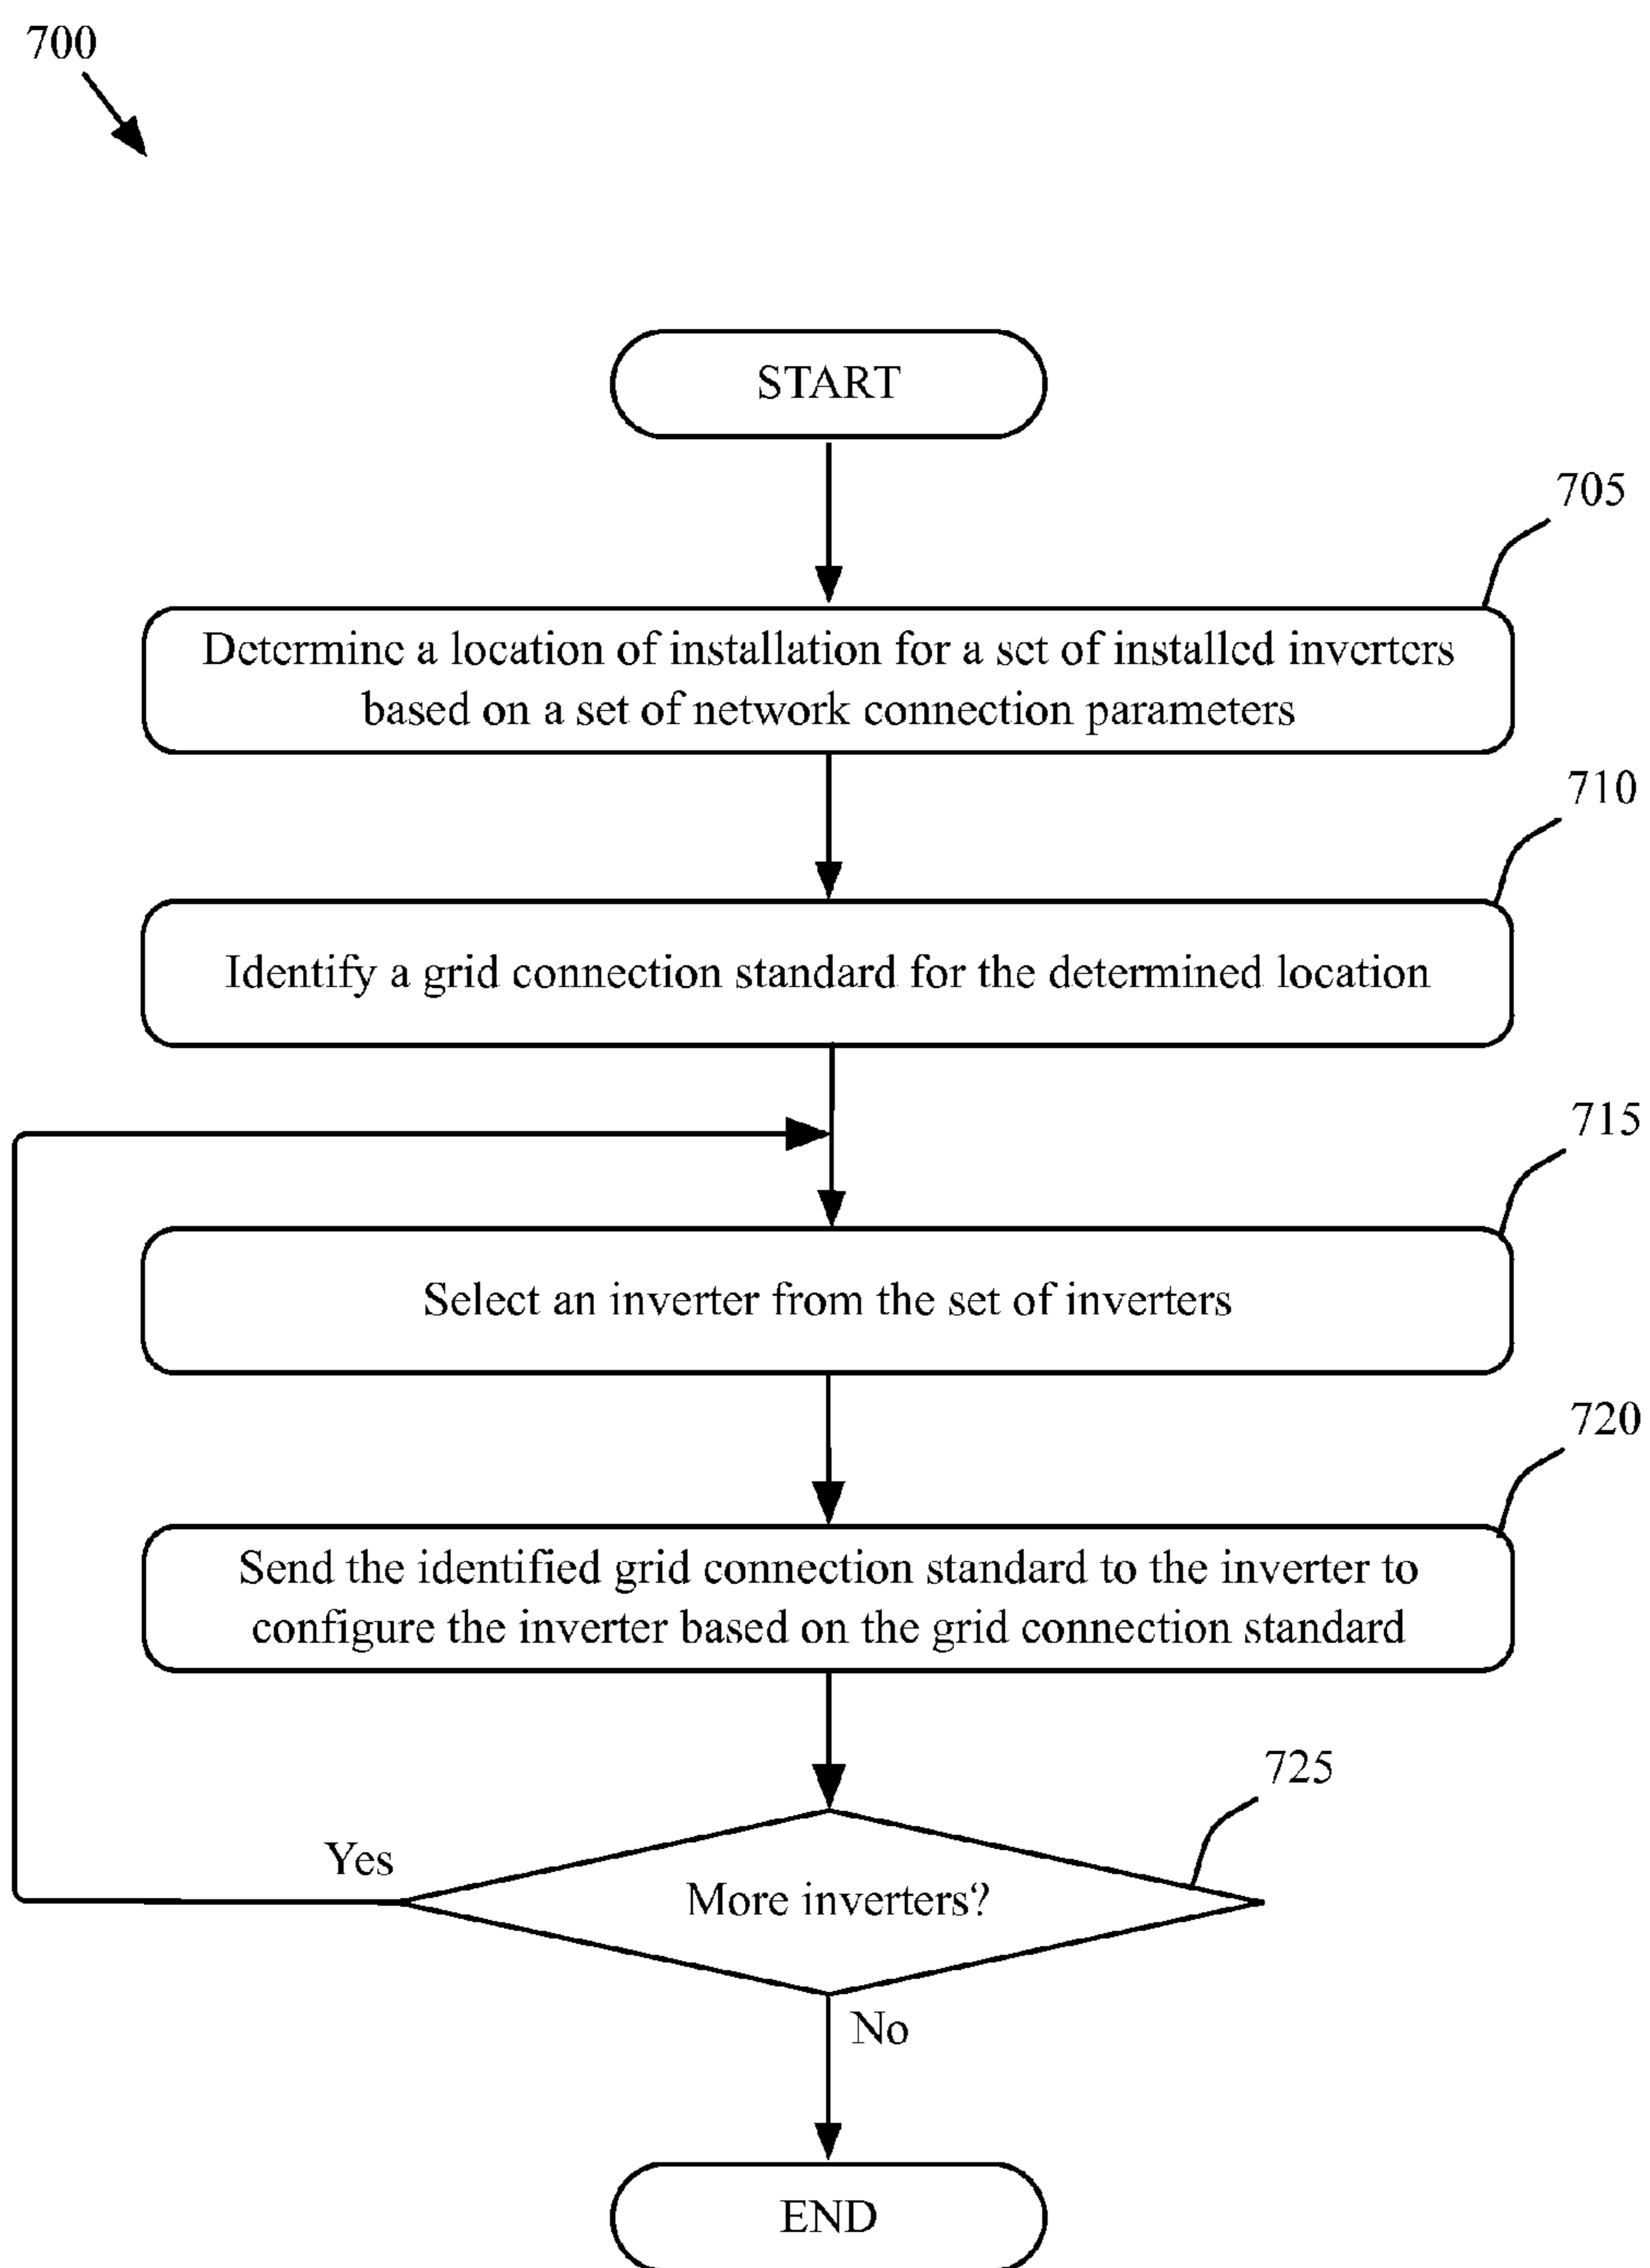 700
START
705
Determine a location of installation for a set of installed inverters
based on a set of network connection parameters
710
Identify a grid connection standard for the determined location
715
Select an inverter from the set of inverters
720
Send the identified grid connection standard to the inverter to
configure the inverter based on the grid connection standard
725
Yes
More inverters?
No
END